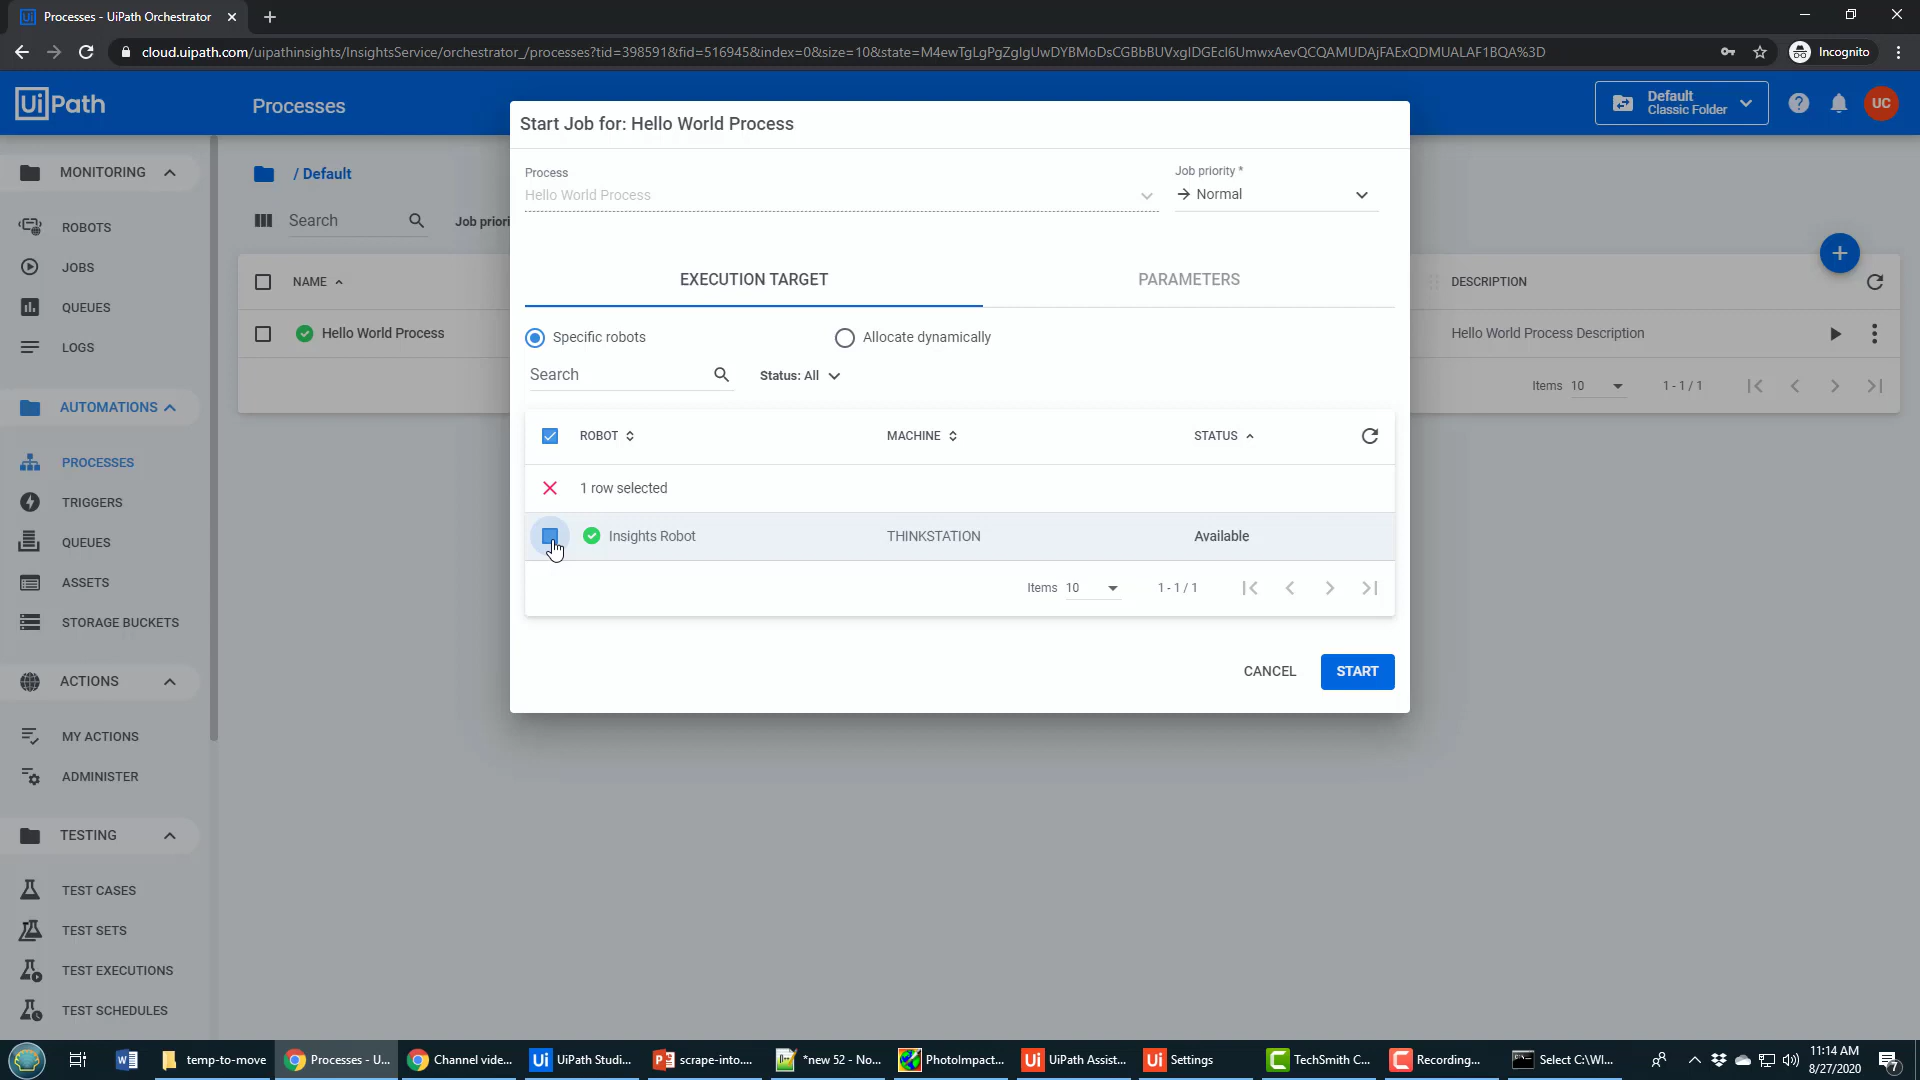 Processes - UiPath Orchestrator
cloud.uipath.com/uipathinsights/InsightsService/orchestrator_/processes?tid=398591&fid=516945&index=0&size=10&state=
Incognito
UiPath
Processes
Default
Classic Folder
UC
MONITORING
ROBOTS
JOBS
QUEUES
LOGS
AUTOMATIONS
PROCESSES
TRIGGERS
QUEUES
ASSETS
STORAGE BUCKETS
ACTIONS
MY ACTIONS
ADMINISTER
TESTING
TEST CASES
TEST SETS
TEST EXECUTIONS
TEST SCHEDULES
/ Default
Search
Job priori
NAME
Hello World Process
DESCRIPTION
Hello World Process Description
Items 10
1 - 1 / 1
Start Job for: Hello World Process
Process
Hello World Process
Job priority *
Normal
EXECUTION TARGET
PARAMETERS
Specific robots
Allocate dynamically
Search
Status: All
ROBOT
MACHINE
STATUS
1 row selected
Insights Robot
THINKSTATION
Available
Items 10
1 - 1 / 1
CANCEL
START
temp-to-move
Processes - U...
Channel vide...
UiPath Studi...
scrape-into....
*new 52 - No...
PhotoImpact...
UiPath Assist...
Settings
TechSmith C...
Recording...
Select C:\WI...
11:14 AM
8/27/2020
7